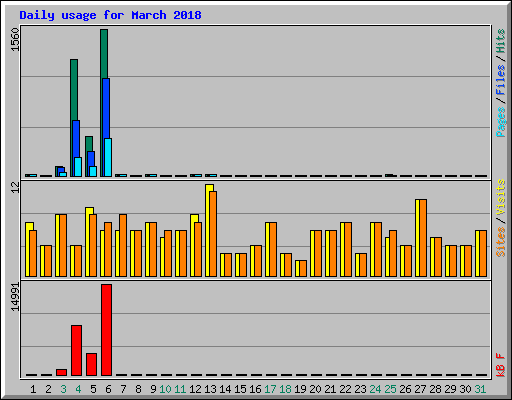 Daily usage for March 2018
1560
Pages / Files / Hits
12
Sites / Visits
14991
kB F
1 2 3 4 5 6 7 8 9 10 11 12 13 14 15 16 17 18 19 20 21 22 23 24 25 26 27 28 29 30 31